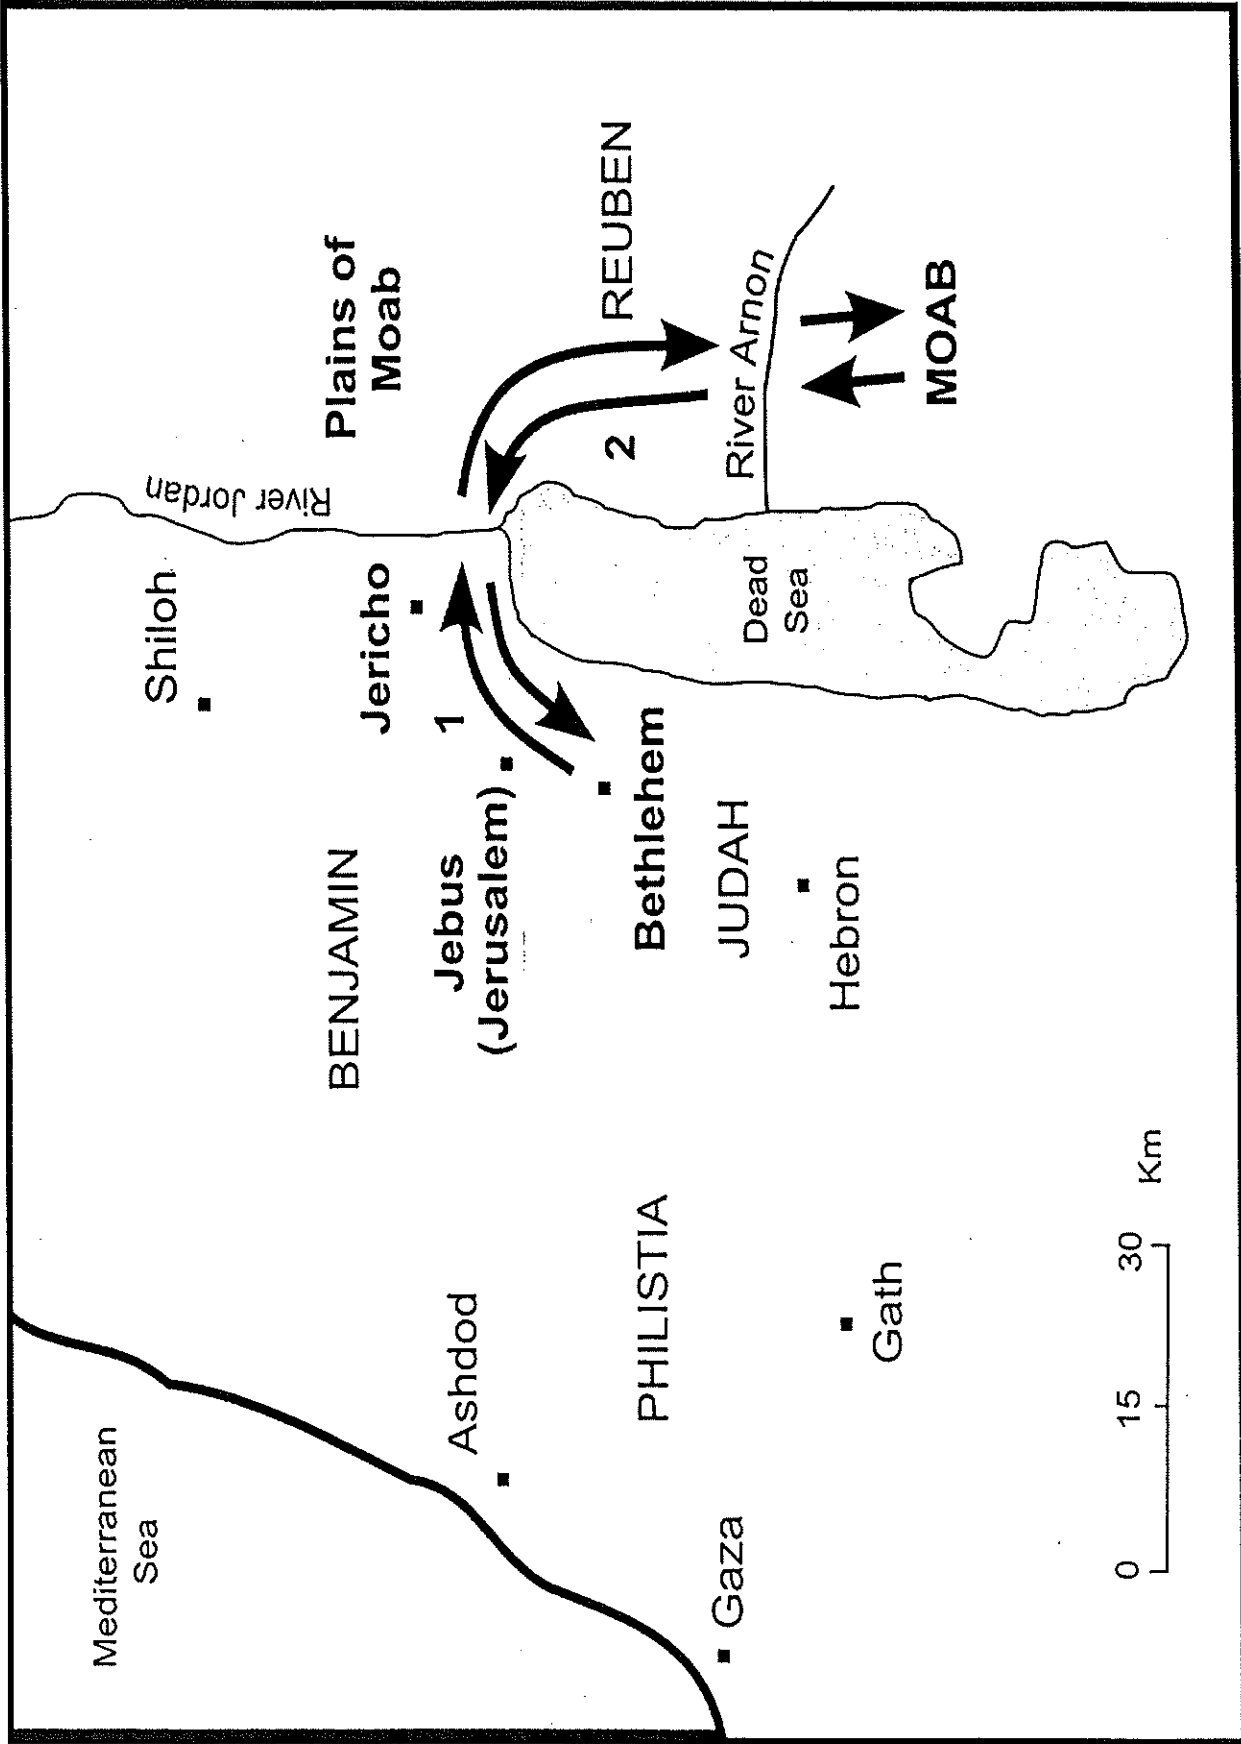 Mediterranean
Sea
Shiloh
River Jordan
Plains of
Moab
BENJAMIN
Jericho
1
Jebus
(Jerusalem)
Ashdod
Bethlehem
2
REUBEN
PHILISTIA
JUDAH
Dead
Sea
River Arnon
Gaza
Hebron
Gath
MOAB
0
15
30
Km